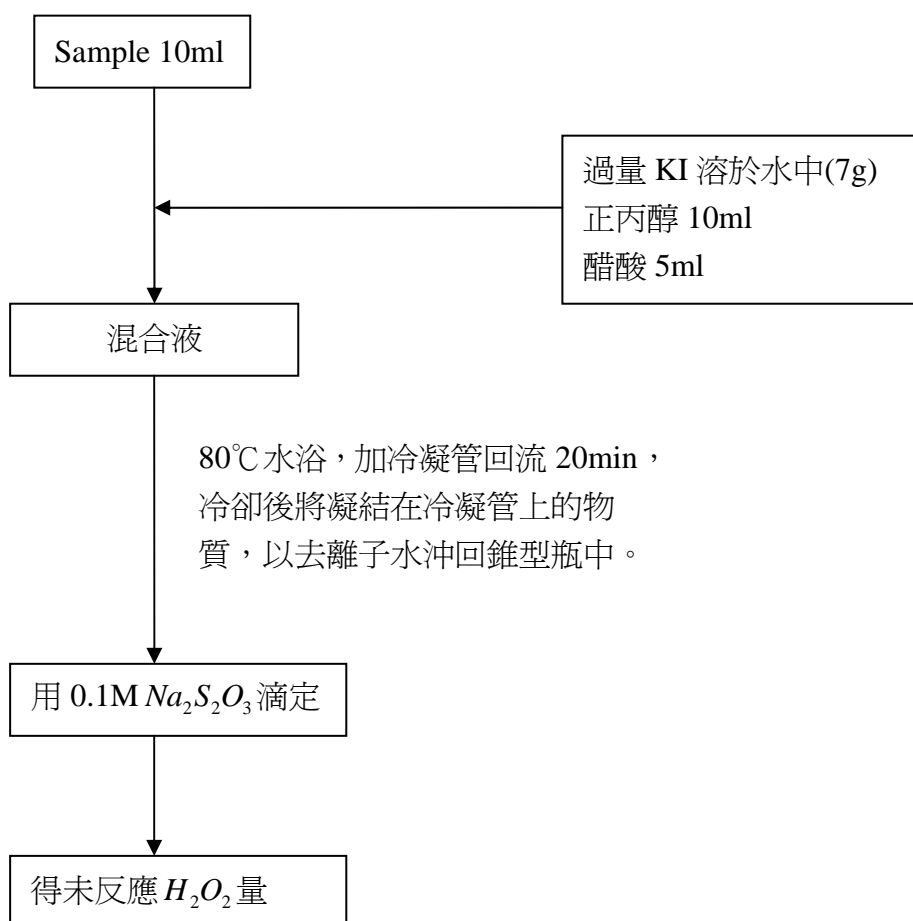 Sample 10ml
過量 KI 溶於水中(7g)
正丙醇 10ml
醋酸 5ml
混合液
80℃水浴，加冷凝管回流 20min，
冷卻後將凝結在冷凝管上的物
質，以去離子水沖回錐型瓶中。
用 0.1M Na₂S₂O₃ 滴定
得未反應 H₂O₂ 量